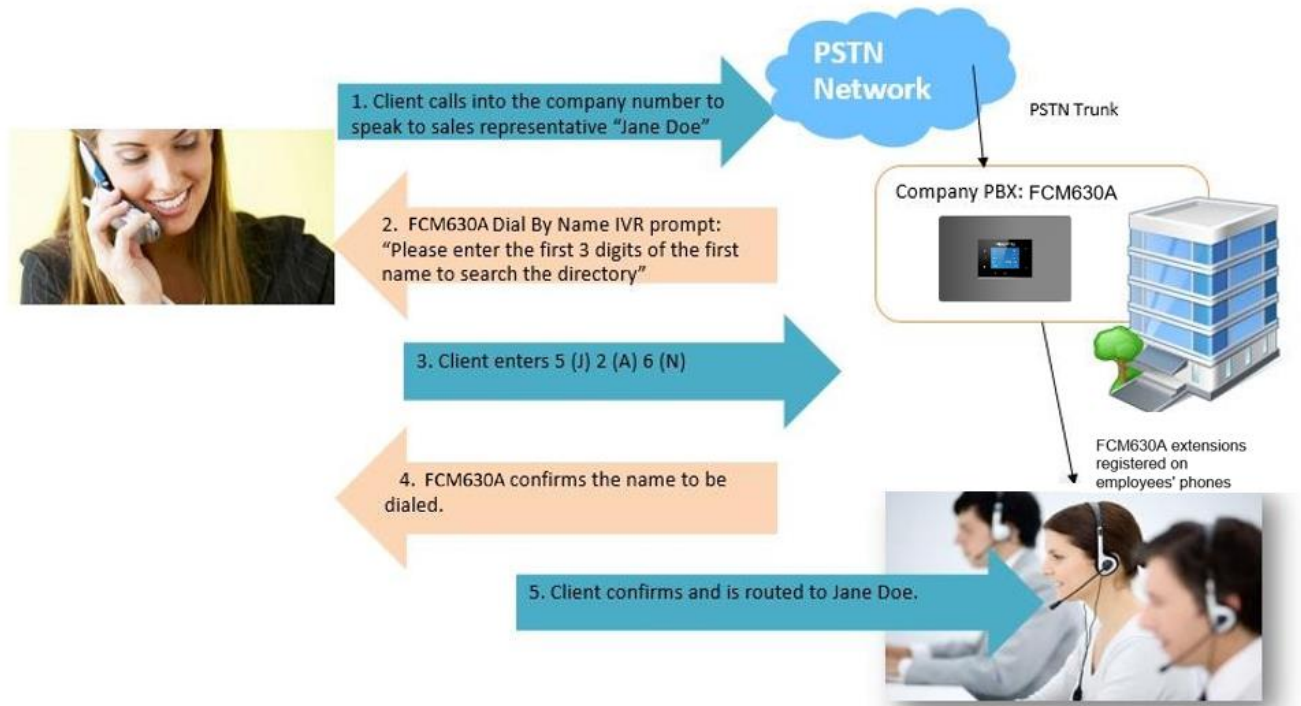 PSTN
Network
1. Client calls into the company number to
speak to sales representative “Jane Doe”
PSTN Trunk
Company PBX: FCM630A
2. FCM630A Dial By Name IVR prompt:
“Please enter the first 3 digits of the first
name to search the directory”
3. Client enters 5 (J) 2 (A) 6 (N)
FCM630A extensions
registered on
employees' phones
4. FCM630A confirms the name to be
dialed.
5. Client confirms and is routed to Jane Doe.